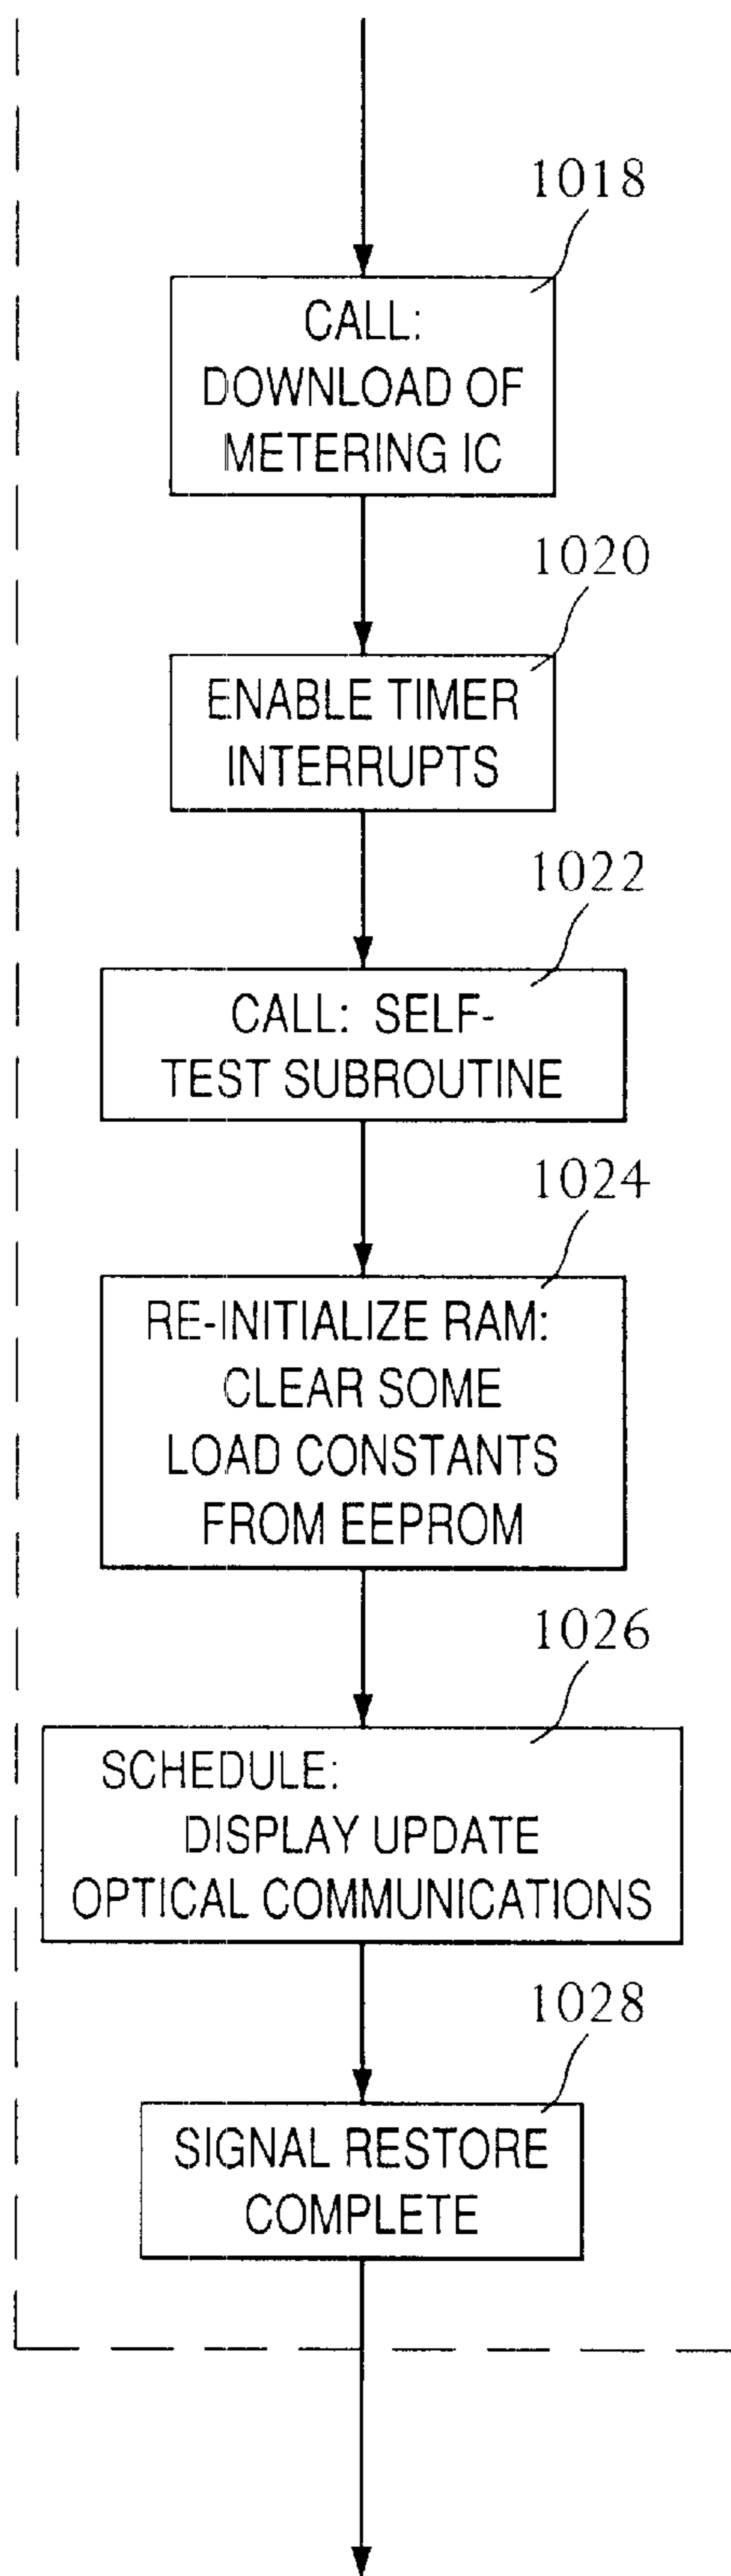 1018
CALL:
DOWNLOAD OF
METERING IC
1020
ENABLE TIMER
INTERRUPTS
1022
CALL: SELF-
TEST SUBROUTINE
1024
RE-INITIALIZE RAM:
CLEAR SOME
LOAD CONSTANTS
FROM EEPROM
1026
SCHEDULE:
DISPLAY UPDATE
OPTICAL COMMUNICATIONS
1028
SIGNAL RESTORE
COMPLETE